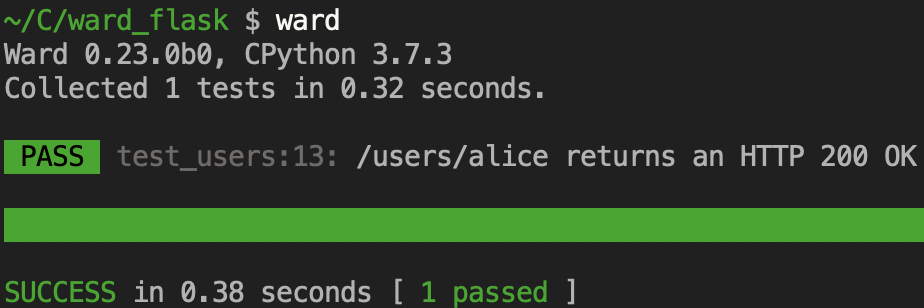 ~/C/ward_flask $ ward
Ward 0.23.0b0, CPython 3.7.3
Collected 1 tests in 0.32 seconds.
PASS test_users:13: /users/alice returns an HTTP 200 OK
SUCCESS in 0.38 seconds [ 1 passed ]